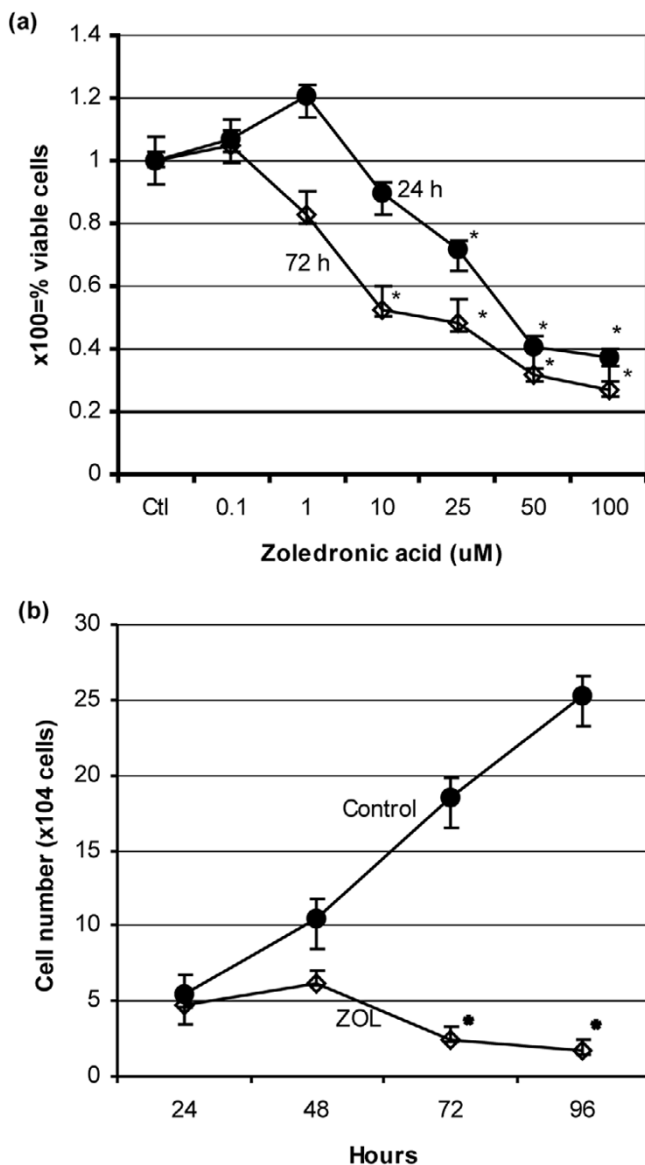 (a)
1.4
1.2
1
0.8
0.6
0.4
0.2
0
x100=% viable cells
24 h
72 h
*
*
*
*
*
*
*
Ctl 0.1 1 10 25 50 100
Zoledronic acid (uM)
(b)
30
25
20
15
10
5
0
Cell number (x104 cells)
Control
ZOL
*
*
24 48 72 96
Hours